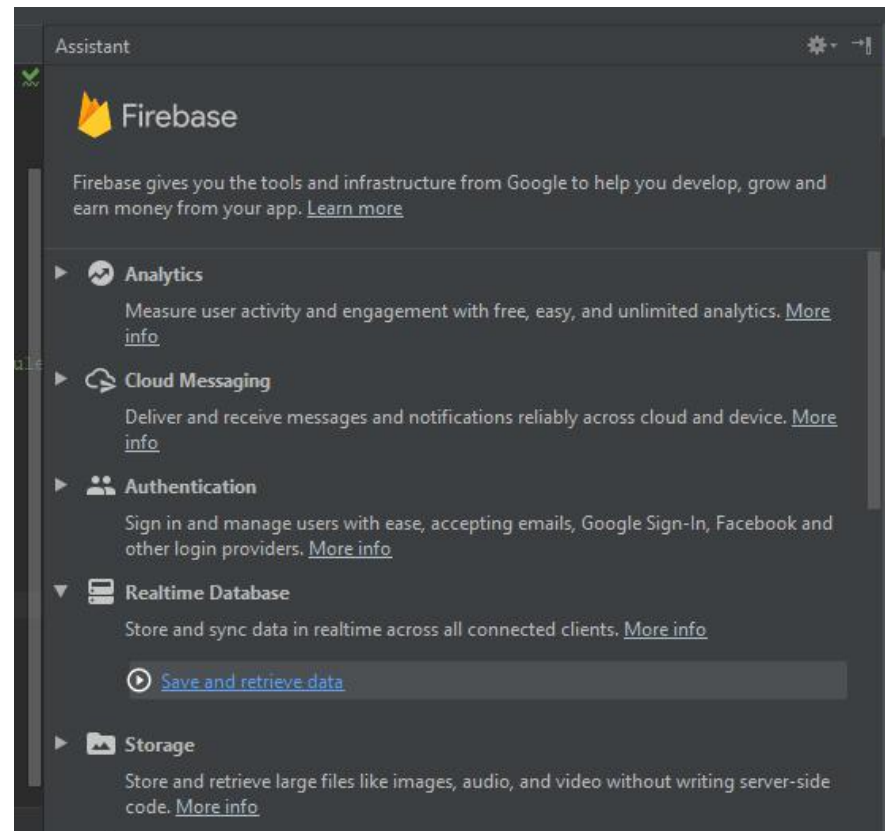 Assistant
Firebase
Firebase gives you the tools and infrastructure from Google to help you develop, grow and
earn money from your app. Learn more
Analytics
Measure user activity and engagement with free, easy, and unlimited analytics. More
info
ule
Cloud Messaging
Deliver and receive messages and notifications reliably across cloud and device. More
info
Authentication
Sign in and manage users with ease, accepting emails, Google Sign-In, Facebook and
other login providers. More info
Realtime Database
Store and sync data in realtime across all connected clients. More info
Save and retrieve data
Storage
Store and retrieve large files like images, audio, and video without writing server-side
code. More info